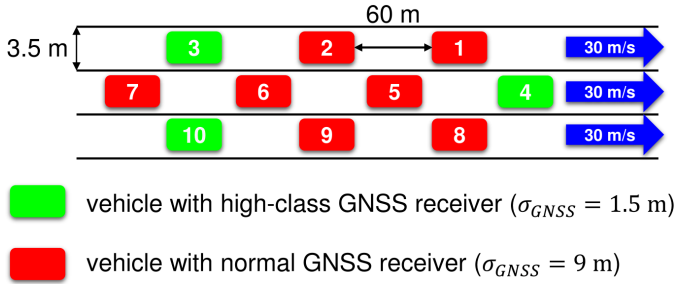 60 m
3.5 m
3 2 1 30 m/s
7 6 5 4 30 m/s
10 9 8 30 m/s
vehicle with high-class GNSS receiver (σ_GNSS = 1.5 m)
vehicle with normal GNSS receiver (σ_GNSS = 9 m)